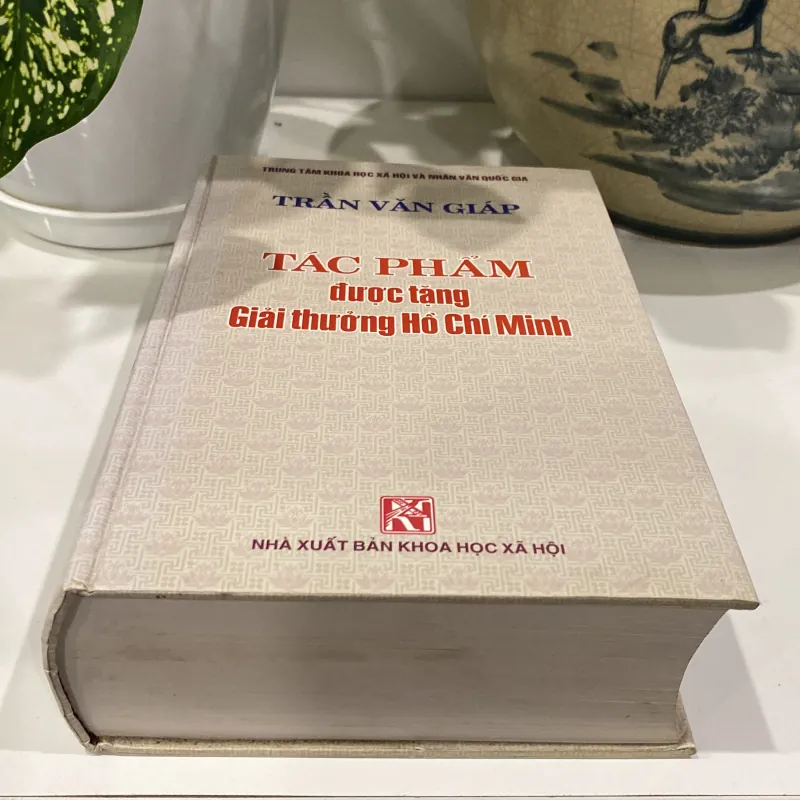 TRUNG TÂM KHOA HỌC XÃ HỘI VÀ NHÂN VĂN QUỐC GIA
TRẦN VĂN GIÁP
TÁC PHẨM
được tặng
Giải thưởng Hồ Chí Minh
NHÀ XUẤT BẢN KHOA HỌC XÃ HỘI